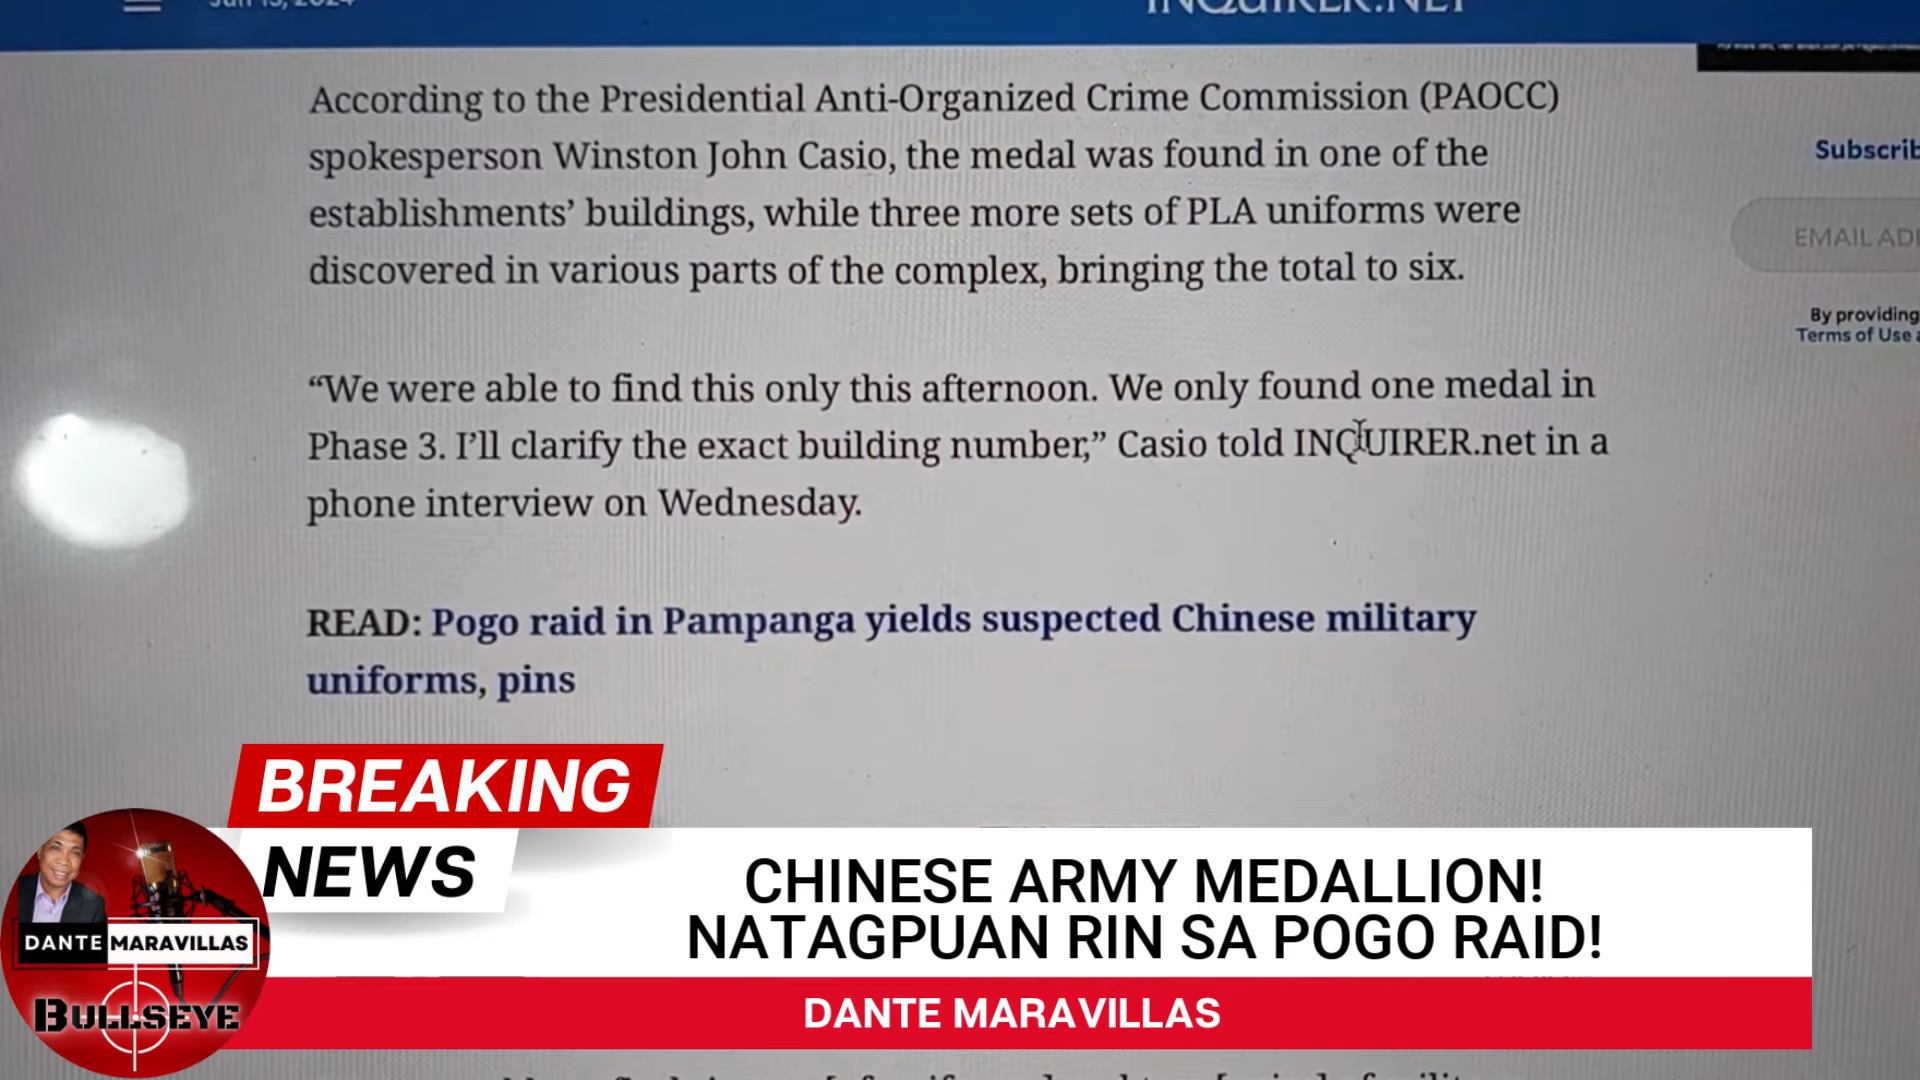 INQUIRER.NET
According to the Presidential Anti-Organized Crime Commission (PAOCC)
spokesperson Winston John Casio, the medal was found in one of the
establishments’ buildings, while three more sets of PLA uniforms were
discovered in various parts of the complex, bringing the total to six.
Subscrib
EMAIL AD
By providing
Terms of Use
“We were able to find this only this afternoon. We only found one medal in
Phase 3. I’ll clarify the exact building number,” Casio told INQUIRER.net in a
phone interview on Wednesday.
READ: Pogo raid in Pampanga yields suspected Chinese military
uniforms, pins
BREAKING
NEWS
CHINESE ARMY MEDALLION!
NATAGPUAN RIN SA POGO RAID!
DANTE MARAVILLAS
DANTE MARAVILLAS
BULLSEYE